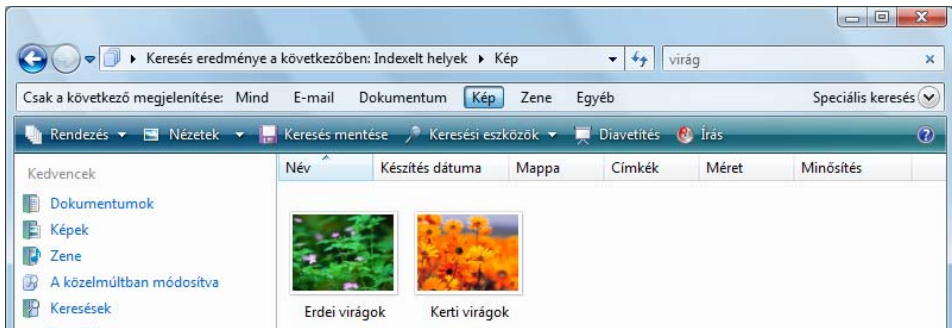 Keresés eredménye a következőben: Indexelt helyek Kép virág
Csak a következő megjelenítése: Mind E-mail Dokumentum Kép Zene Egyéb Speciális keresés
Rendezés Nézetek Keresés mentése Keresési eszközök Diavetítés Írás
Kedvencek
Dokumentumok
Képek
Zene
A közelmúltban módosítva
Keresések
Név Készítés dátuma Mappa Címkék Méret Minősítés
Erdei virágok Kerti virágok